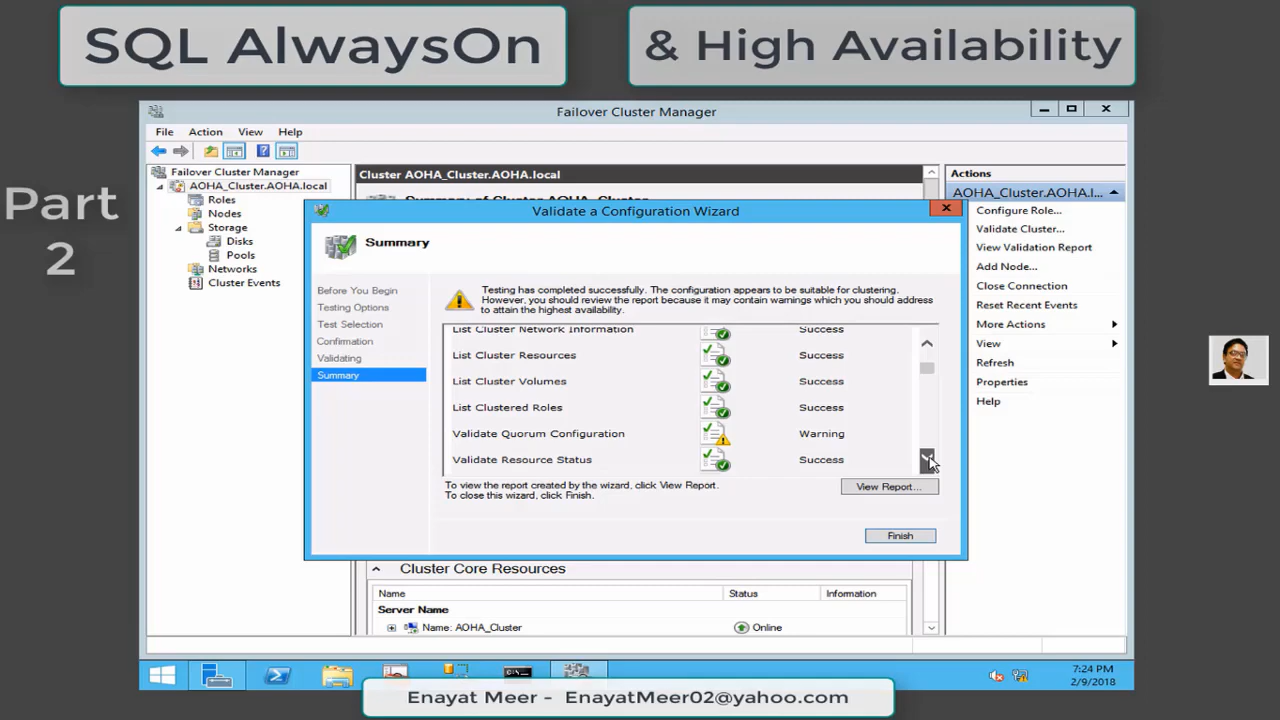 SQL AlwaysOn
& High Availability
Part
2
Failover Cluster Manager
File Action View Help
Failover Cluster Manager
AOHA_Cluster.AOHA.local
Roles
Nodes
Storage
Disks
Pools
Networks
Cluster Events
Cluster AOHA_Cluster.AOHA.local
Summary of Cluster AOHA_Cluster
Validate a Configuration Wizard
Summary
Before You Begin
Testing Options
Test Selection
Confirmation
Validating
Summary
Testing has completed successfully. The configuration appears to be suitable for clustering.
However, you should review the report because it may contain warnings which you should address
to attain the highest availability.
List Cluster Network Information Success
List Cluster Resources Success
List Cluster Volumes Success
List Clustered Roles Success
Validate Quorum Configuration Warning
Validate Resource Status Success
To view the report created by the wizard, click View Report.
To close this wizard, click Finish.
View Report...
Finish
Cluster Core Resources
Name Status Information
Server Name
Name: AOHA_Cluster Online
Actions
AOHA_Cluster.AOHA.l...
Configure Role...
Validate Cluster...
View Validation Report
Add Node...
Close Connection
Reset Recent Events
More Actions
View
Refresh
Properties
Help
7:24 PM
2/9/2018
Enayat Meer - EnayatMeer02@yahoo.com